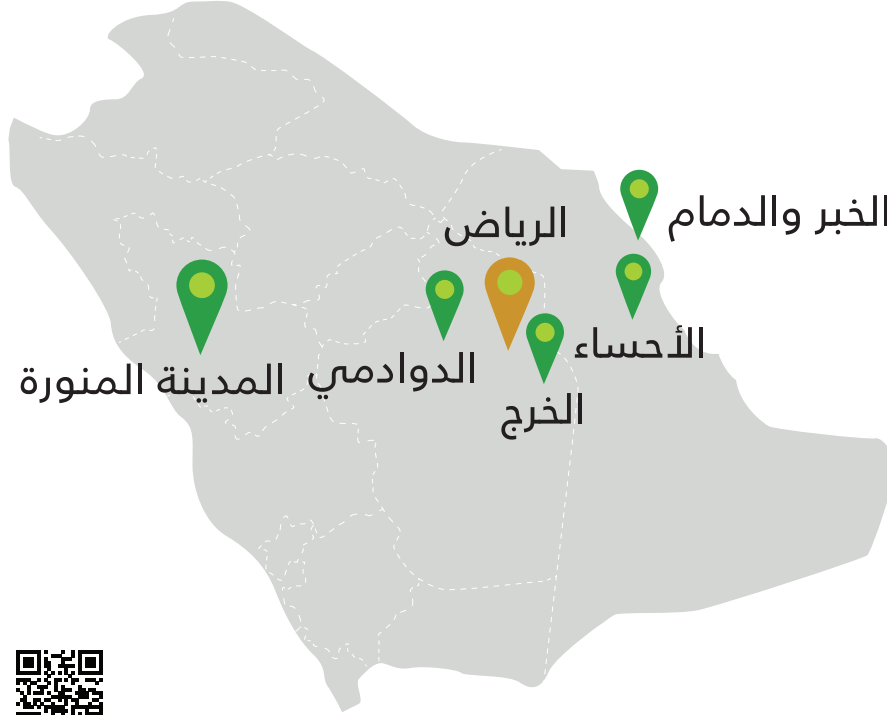 الخبر والدمام
الرياض
الأحساء
الدوادمي
المدينة المنورة
الخرج